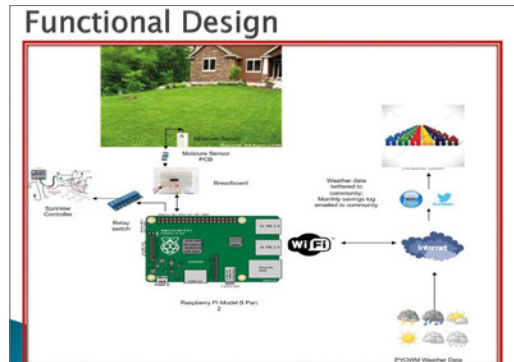 Functional Design
Moisture Sensor
Moisture Sensor
PCB
Breadboard
Sprinkler
Controller
Relay
switch
Weather data
twittered to
community;
Monthly savings log
emailed to community
WiFi
Internet
Raspberry Pi Model B Part
2
PYOWM Weather Data